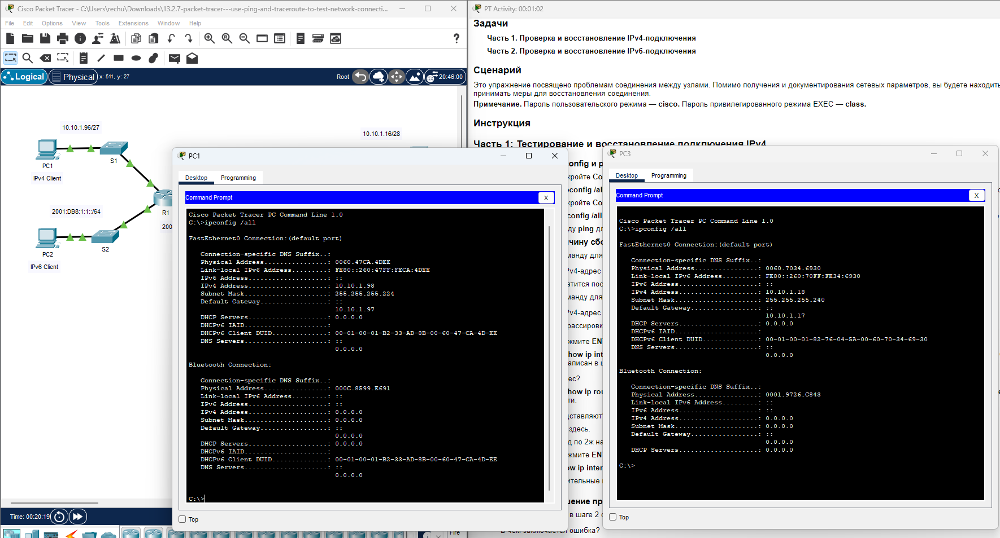 Cisco Packet Tracer - C:\Users\rechu\Downloads\13.2.7-packet-tracer---use-ping-and-traceroute-to-test-network-connecti...
File Edit Options View Tools Extensions Window Help
Logical Physical x: 511, y: 27 Root 20:46:00
10.10.1.96/27
10.10.1.16/28
PC1
IPv4 Client
S1
2001:DB8:1:1::/64
R1
200
PC2
IPv6 Client
S2
Time: 00:20:19
Fire
PT Activity: 00:01:02
Задачи
Часть 1. Проверка и восстановление IPv4-подключения
Часть 2. Проверка и восстановление IPv6-подключения
Сценарий
Это упражнение посвящено проблемам соединения между узлами. Помимо получения и документирования сетевых параметров, вы будете находить
принимать меры для восстановления соединения.
Примечание. Пароль пользовательского режима — cisco. Пароль привилегированного режима EXEC — class.
Инструкция
Часть 1: Тестирование и восстановление подключения IPv4
PC1
Desktop Programming
Command Prompt X
Cisco Packet Tracer PC Command Line 1.0
C:\>ipconfig /all
FastEthernet0 Connection:(default port)
Connection-specific DNS Suffix..:
Physical Address................: 0060.47CA.4DEE
Link-local IPv6 Address.........: FE80::260:47FF:FECA:4DEE
IPv6 Address....................: ::
IPv4 Address....................: 10.10.1.98
Subnet Mask.....................: 255.255.255.224
Default Gateway.................: ::
10.10.1.97
DHCP Servers....................: 0.0.0.0
DHCPv6 IAID.....................:
DHCPv6 Client DUID..............: 00-01-00-01-B2-33-AD-8B-00-60-47-CA-4D-EE
DNS Servers.....................: ::
0.0.0.0
Bluetooth Connection:
Connection-specific DNS Suffix..:
Physical Address................: 000C.8599.E691
Link-local IPv6 Address.........: ::
IPv6 Address....................: ::
IPv4 Address....................: 0.0.0.0
Subnet Mask.....................: 0.0.0.0
Default Gateway.................: ::
0.0.0.0
DHCP Servers....................: 0.0.0.0
DHCPv6 IAID.....................:
DHCPv6 Client DUID..............: 00-01-00-01-B2-33-AD-8B-00-60-47-CA-4D-EE
DNS Servers.....................: ::
0.0.0.0
C:\>
Top
onfig и р
кройте Co
pconfig /al
кройте Co
config /all
ду ping дл
чину сбо
манду для
Pv4-адрес
атится пос
манду для
Pv4-адрес
рассировк
жмите EN
how ip int
аписан в ш
ес?
how ip rou
ти.
дставляют?
здесь.
д по 2ж на
жмите EN
ow ip inter
ительные
шение пр
в шаге 2 о
В чем заключается ошибка?
PC3
Desktop Programming
Command Prompt X
Cisco Packet Tracer PC Command Line 1.0
C:\>ipconfig /all
FastEthernet0 Connection:(default port)
Connection-specific DNS Suffix..:
Physical Address................: 0060.7034.6930
Link-local IPv6 Address.........: FE80::260:70FF:FE34:6930
IPv6 Address....................: ::
IPv4 Address....................: 10.10.1.18
Subnet Mask.....................: 255.255.255.240
Default Gateway.................: ::
10.10.1.17
DHCP Servers....................: 0.0.0.0
DHCPv6 IAID.....................:
DHCPv6 Client DUID..............: 00-01-00-01-82-76-04-5A-00-60-70-34-69-30
DNS Servers.....................: ::
0.0.0.0
Bluetooth Connection:
Connection-specific DNS Suffix..:
Physical Address................: 0001.9726.C843
Link-local IPv6 Address.........: ::
IPv6 Address....................: ::
IPv4 Address....................: 0.0.0.0
Subnet Mask.....................: 0.0.0.0
Default Gateway.................: ::
0.0.0.0
DHCP Servers....................: 0.0.0.0
C:\>
Top